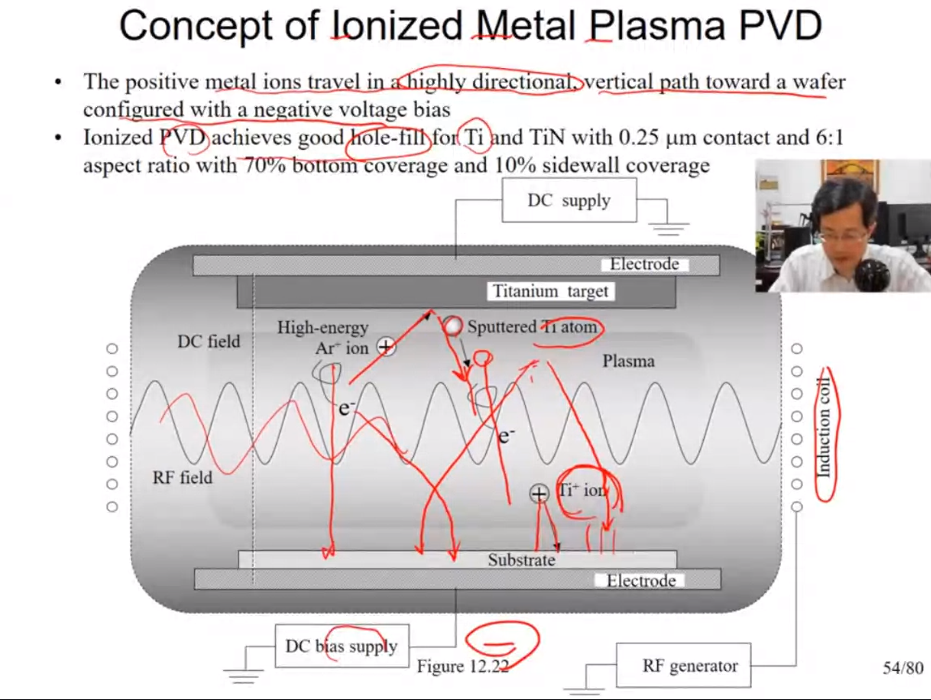 Concept of Ionized Metal Plasma PVD
• The positive metal ions travel in a highly directional, vertical path toward a wafer
configured with a negative voltage bias
• Ionized PVD achieves good hole-fill for Ti and TiN with 0.25 μm contact and 6:1
aspect ratio with 70% bottom coverage and 10% sidewall coverage
DC supply
Electrode
Titanium target
High-energy
Ar⁺ ion
+
Sputtered Ti atom
DC field
Plasma
e⁻
e⁻
Induction coil
RF field
+
Ti⁺ ion
Substrate
Electrode
DC bias supply
Figure 12.22
RF generator
54/80